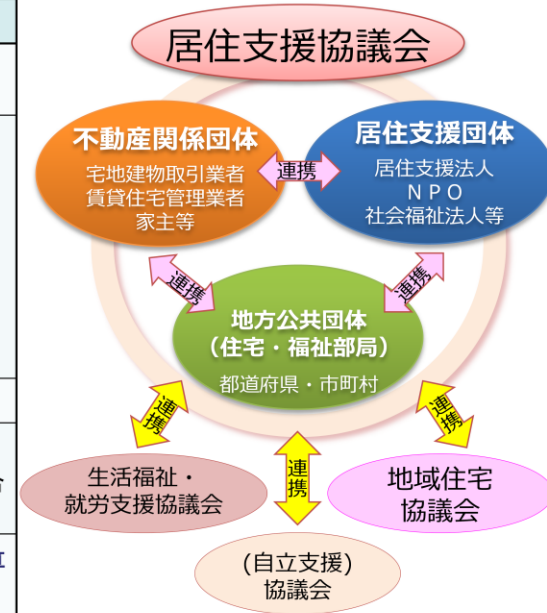 居住支援協議会
不動産関係団体
宅地建物取引業者
賃貸住宅管理業者
家主等
連携
居住支援団体
居住支援法人
ＮＰＯ
社会福祉法人等
連携
連携
地方公共団体
（住宅・福祉部局）
都道府県・市町村
連携
連携
連携
生活福祉・
就労支援協議会
地域住宅
協議会
(自立支援)
協議会